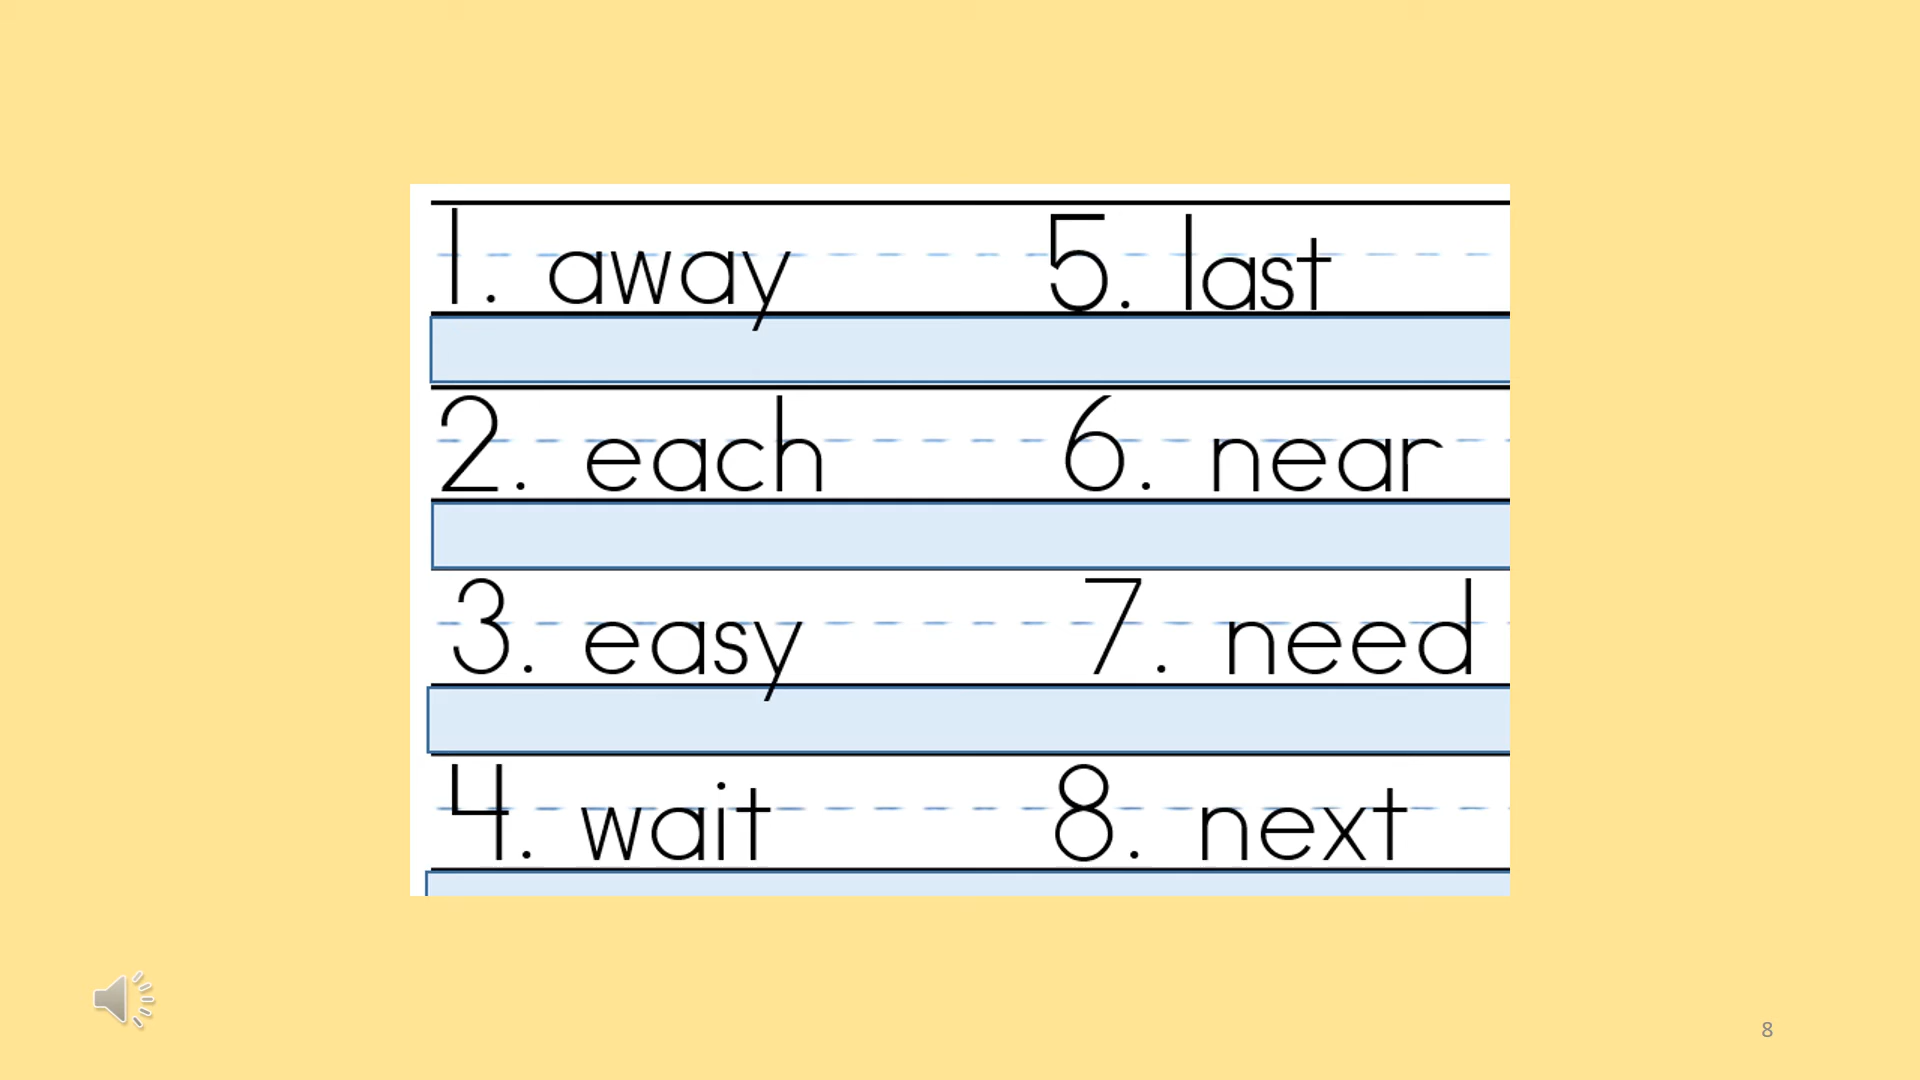 1. away 5. last
2. each 6. near
3. easy 7. need
4. wait 8. next
8